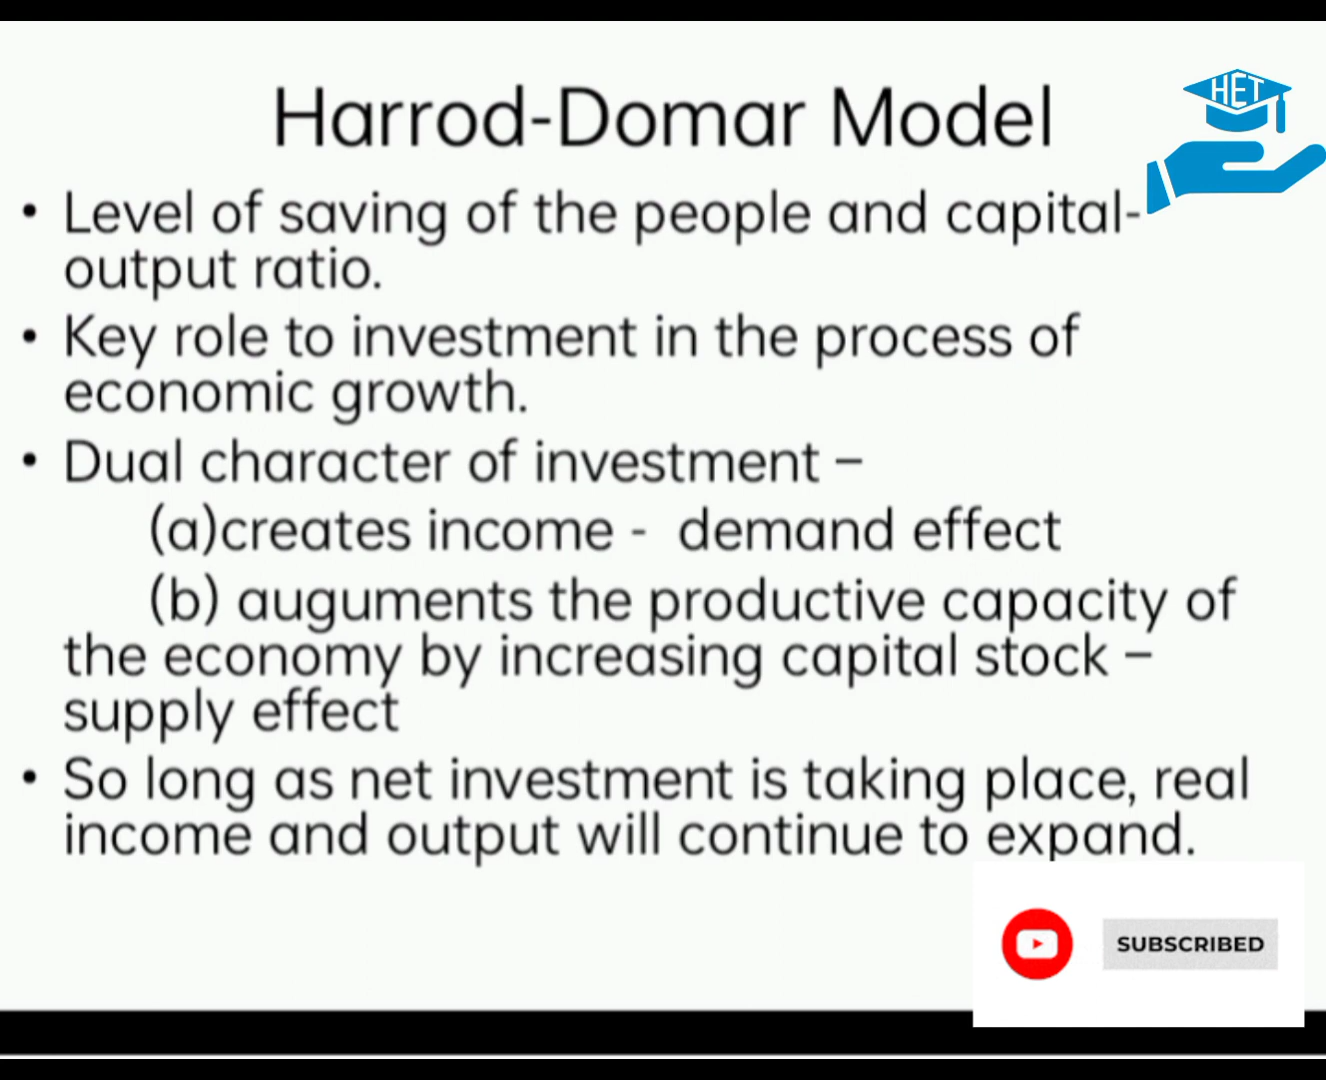 Harrod-Domar Model
HET
• Level of saving of the people and capital-
output ratio.
• Key role to investment in the process of
economic growth.
• Dual character of investment –
(a)creates income - demand effect
(b) auguments the productive capacity of
the economy by increasing capital stock –
supply effect
• So long as net investment is taking place, real
income and output will continue to expand.
SUBSCRIBED